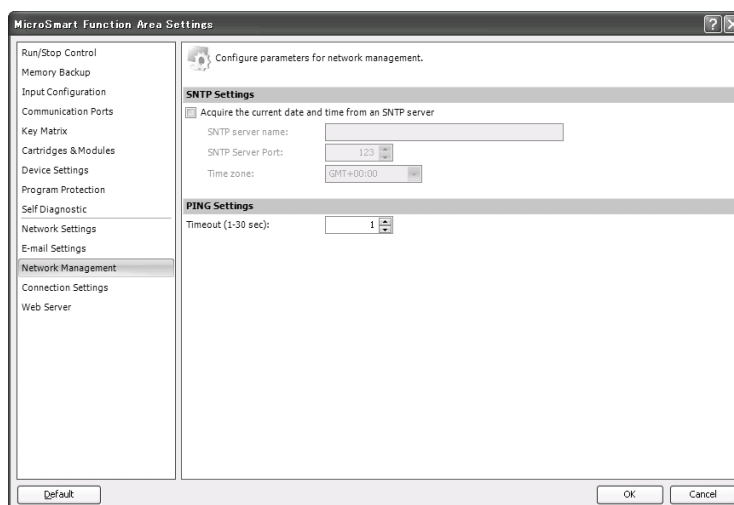 MicroSmart Function Area Settings
Run/Stop Control
Memory Backup
Input Configuration
Communication Ports
Key Matrix
Cartridges & Modules
Device Settings
Program Protection
Self Diagnostic
Network Settings
E-mail Settings
Network Management
Connection Settings
Web Server
Configure parameters for network management.
SNTP Settings
Acquire the current date and time from an SNTP server
SNTP server name:
SNTP Server Port: 123
Time zone: GMT+00:00
PING Settings
Timeout (1-30 sec): 1
Default
OK
Cancel